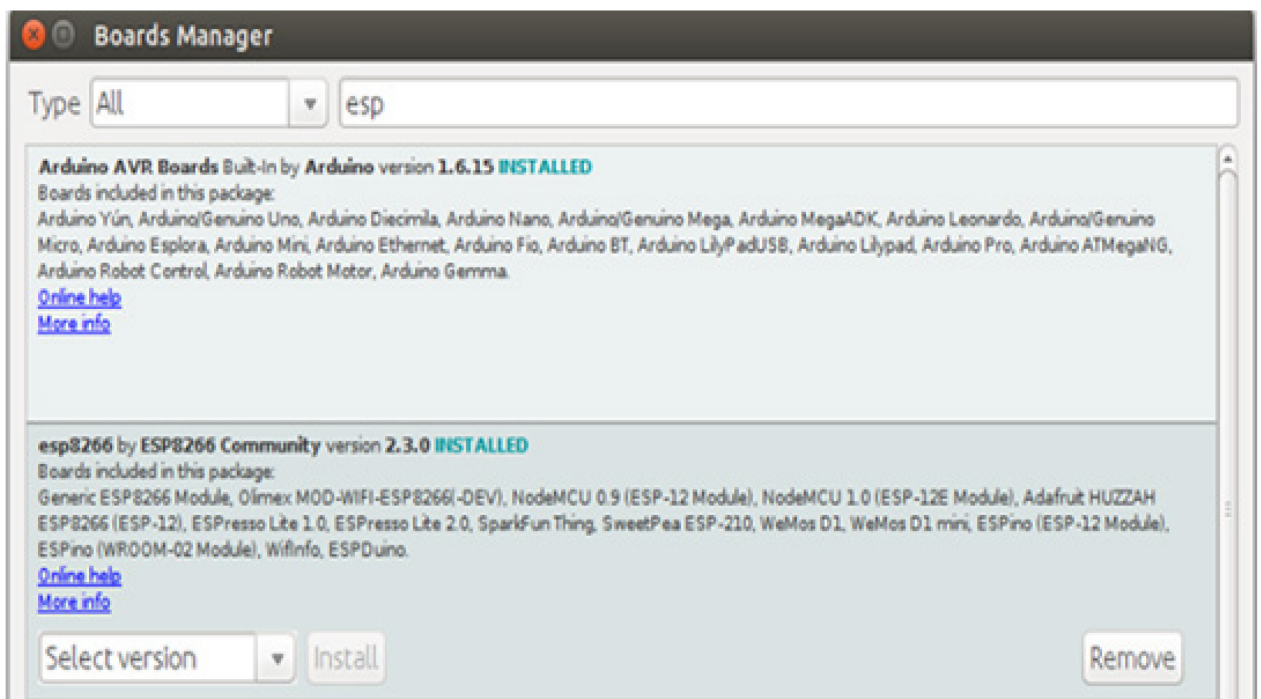 Boards Manager
Type All esp
Arduino AVR Boards Built-In by Arduino version 1.6.15 INSTALLED
Boards included in this package:
Arduino Yún, Arduino/Genuino Uno, Arduino Diecimila, Arduino Nano, Arduino/Genuino Mega, Arduino MegaADK, Arduino Leonardo, Arduino/Genuino
Micro, Arduino Esplora, Arduino Mini, Arduino Ethernet, Arduino Fio, Arduino BT, Arduino LilyPadUSB, Arduino Lilypad, Arduino Pro, Arduino ATMegaNG,
Arduino Robot Control, Arduino Robot Motor, Arduino Gemma.
Online help
More info
esp8266 by ESP8266 Community version 2.3.0 INSTALLED
Boards included in this package:
Generic ESP8266 Module, Olimex MOD-WIFI-ESP8266(-DEV), NodeMCU 0.9 (ESP-12 Module), NodeMCU 1.0 (ESP-12E Module), Adafruit HUZZAH
ESP8266 (ESP-12), ESPresso Lite 1.0, ESPresso Lite 2.0, SparkFun Thing, SweetPea ESP-210, WeMos D1, WeMos D1 mini, ESPino (ESP-12 Module),
ESPino (WROOM-02 Module), WifInfo, ESPDuino.
Online help
More info
Select version Install Remove